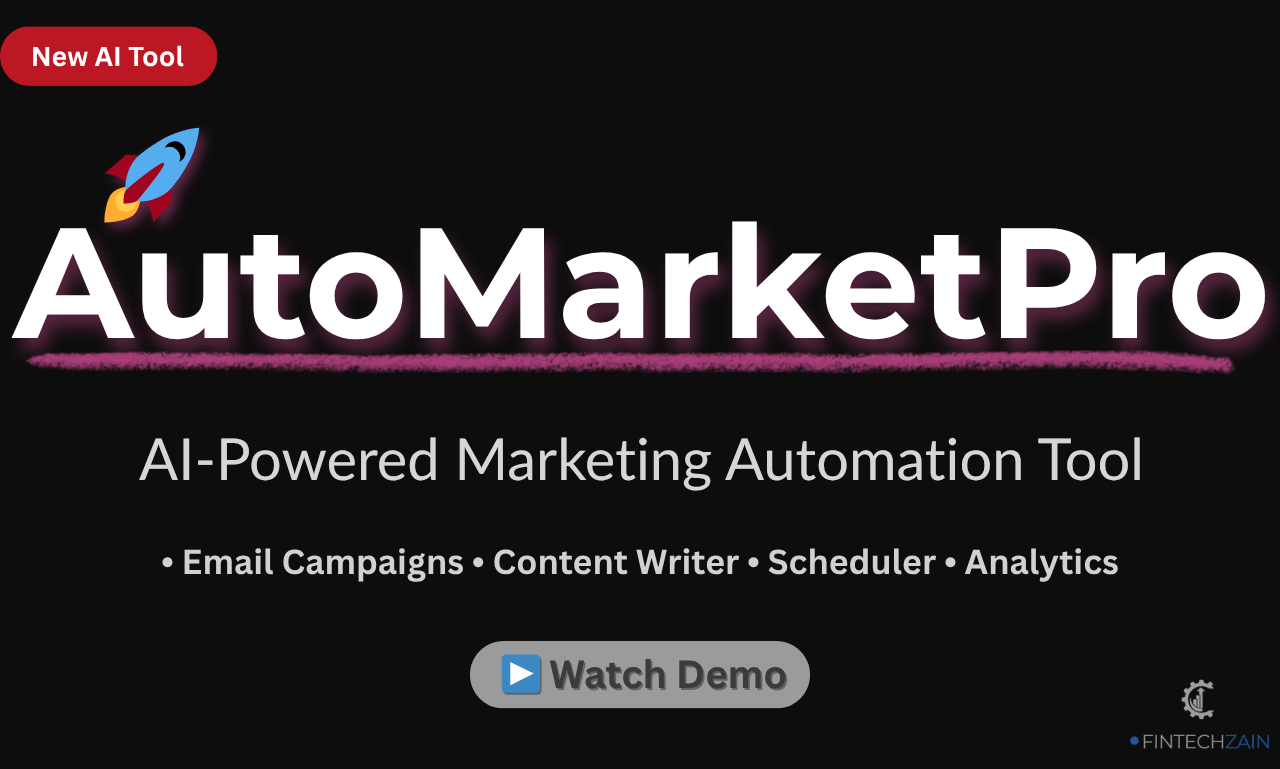 New AI Tool
AutoMarketPro
AI-Powered Marketing Automation Tool
• Email Campaigns • Content Writer • Scheduler • Analytics
Watch Demo
FINTECHZAIN